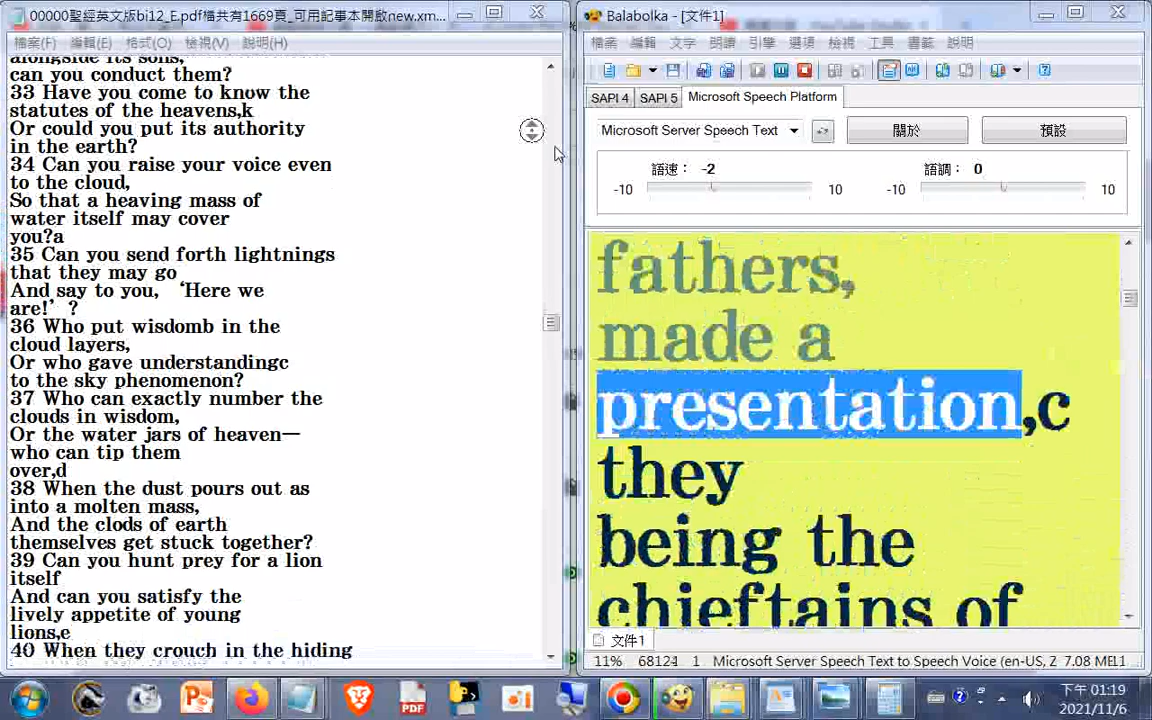 00000聖經英文版bi12_E.pdf檔共有1669頁_可用記事本開啟new.xm...
檔案(F) 編輯(E) 格式(O) 檢視(V) 說明(H)
alongside its sons,
can you conduct them?
33 Have you come to know the
statutes of the heavens,k
Or could you put its authority
in the earth?
34 Can you raise your voice even
to the cloud,
So that a heaving mass of
water itself may cover
you?a
35 Can you send forth lightnings
that they may go
And say to you, ‘Here we
are!’ ?
36 Who put wisdomb in the
cloud layers,
Or who gave understandingc
to the sky phenomenon?
37 Who can exactly number the
clouds in wisdom,
Or the water jars of heaven—
who can tip them
over,d
38 When the dust pours out as
into a molten mass,
And the clods of earth
themselves get stuck together?
39 Can you hunt prey for a lion
itself
And can you satisfy the
lively appetite of young
lions,e
40 When they crouch in the hiding
Balabolka - [文件1]
檔案 編輯 文字 朗讀 引擎 選項 檢視 工具 書籤 說明
SAPI 4 SAPI 5 Microsoft Speech Platform
Microsoft Server Speech Text 關於 預設
語速： -2 語調： 0
-10 10 -10 10
fathers,
made a
presentation,c
they
being the
chieftains of
文件1
11% 68124 1 Microsoft Server Speech Text to Speech Voice (en-US, Z 7.08 ME11
PDF
下午 01:19
2021/11/6